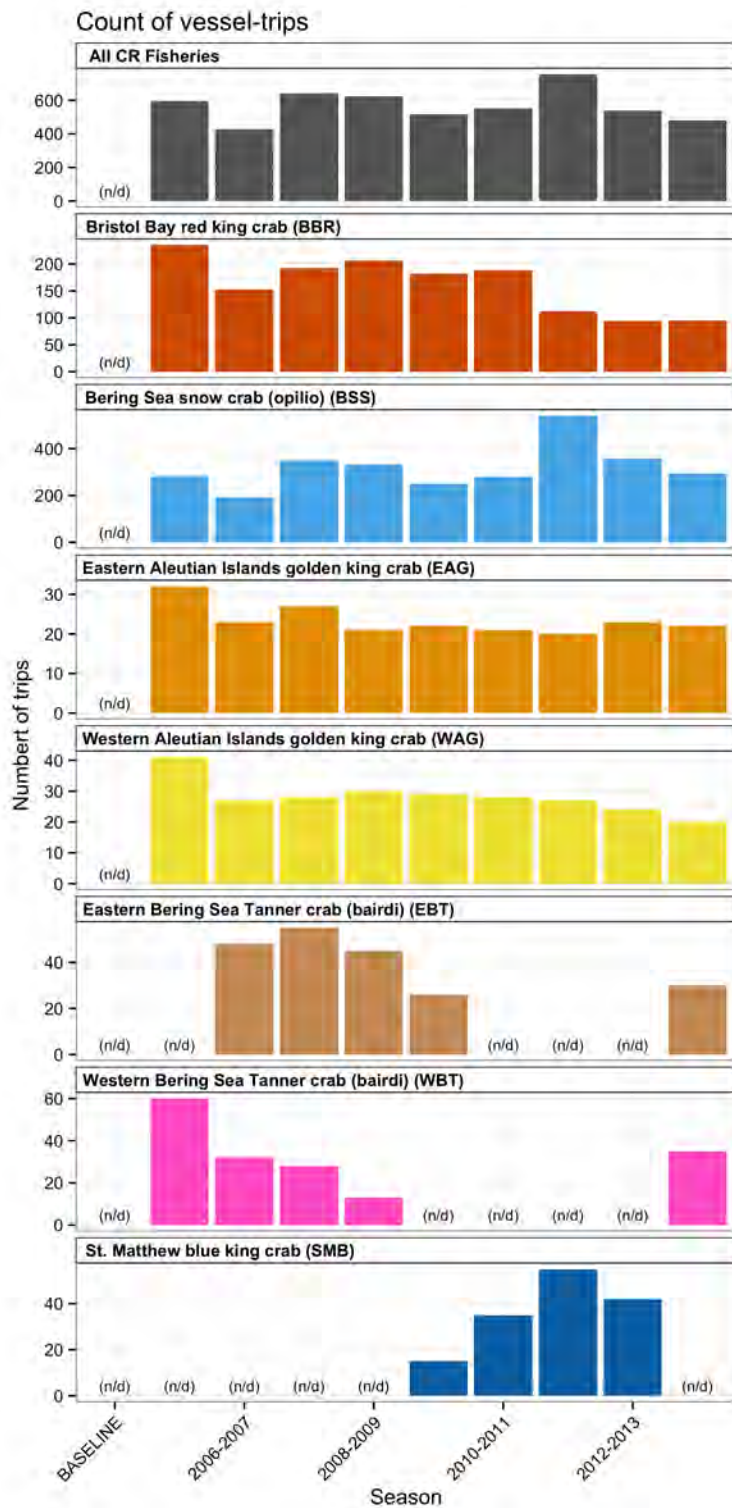 Count of vessel-trips
All CR Fisheries
600
400
200
0
(n/d)
Bristol Bay red king crab (BBR)
200
150
100
50
0
(n/d)
Bering Sea snow crab (opilio) (BSS)
400
200
0
(n/d)
Eastern Aleutian Islands golden king crab (EAG)
30
20
10
0
(n/d)
Western Aleutian Islands golden king crab (WAG)
40
30
20
10
0
(n/d)
Eastern Bering Sea Tanner crab (bairdi) (EBT)
40
20
0
(n/d) (n/d) (n/d) (n/d) (n/d)
Western Bering Sea Tanner crab (bairdi) (WBT)
60
40
20
0
(n/d) (n/d) (n/d) (n/d) (n/d)
St. Matthew blue king crab (SMB)
40
20
0
(n/d) (n/d) (n/d) (n/d) (n/d) (n/d)
Numbert of trips
BASELINE 2006-2007 2008-2009 2010-2011 2012-2013
Season